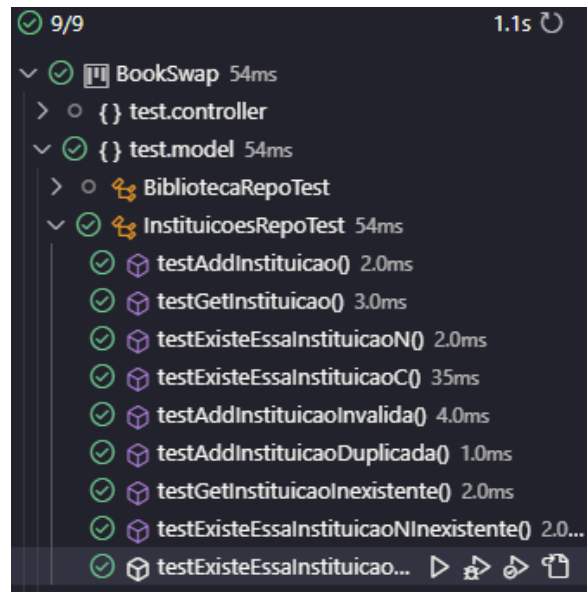 9/9 1.1s
BookSwap 54ms
{} test.controller
{} test.model 54ms
BibliotecaRepoTest
InstituicoesRepoTest 54ms
testAddInstituicao() 2.0ms
testGetInstituicao() 3.0ms
testExisteEssaInstituicaoN() 2.0ms
testExisteEssaInstituicaoC() 35ms
testAddInstituicaoInvalida() 4.0ms
testAddInstituicaoDuplicada() 1.0ms
testGetInstituicaoInexistente() 2.0ms
testExisteEssaInstituicaoNInexistente() 2.0...
testExisteEssaInstituicao...